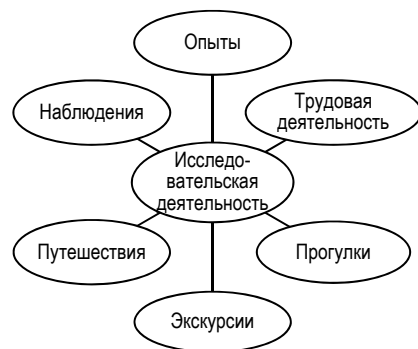 Опыты
Наблюдения
Трудовая
деятельность
Исследо-
вательская
деятельность
Путешествия
Прогулки
Экскурсии